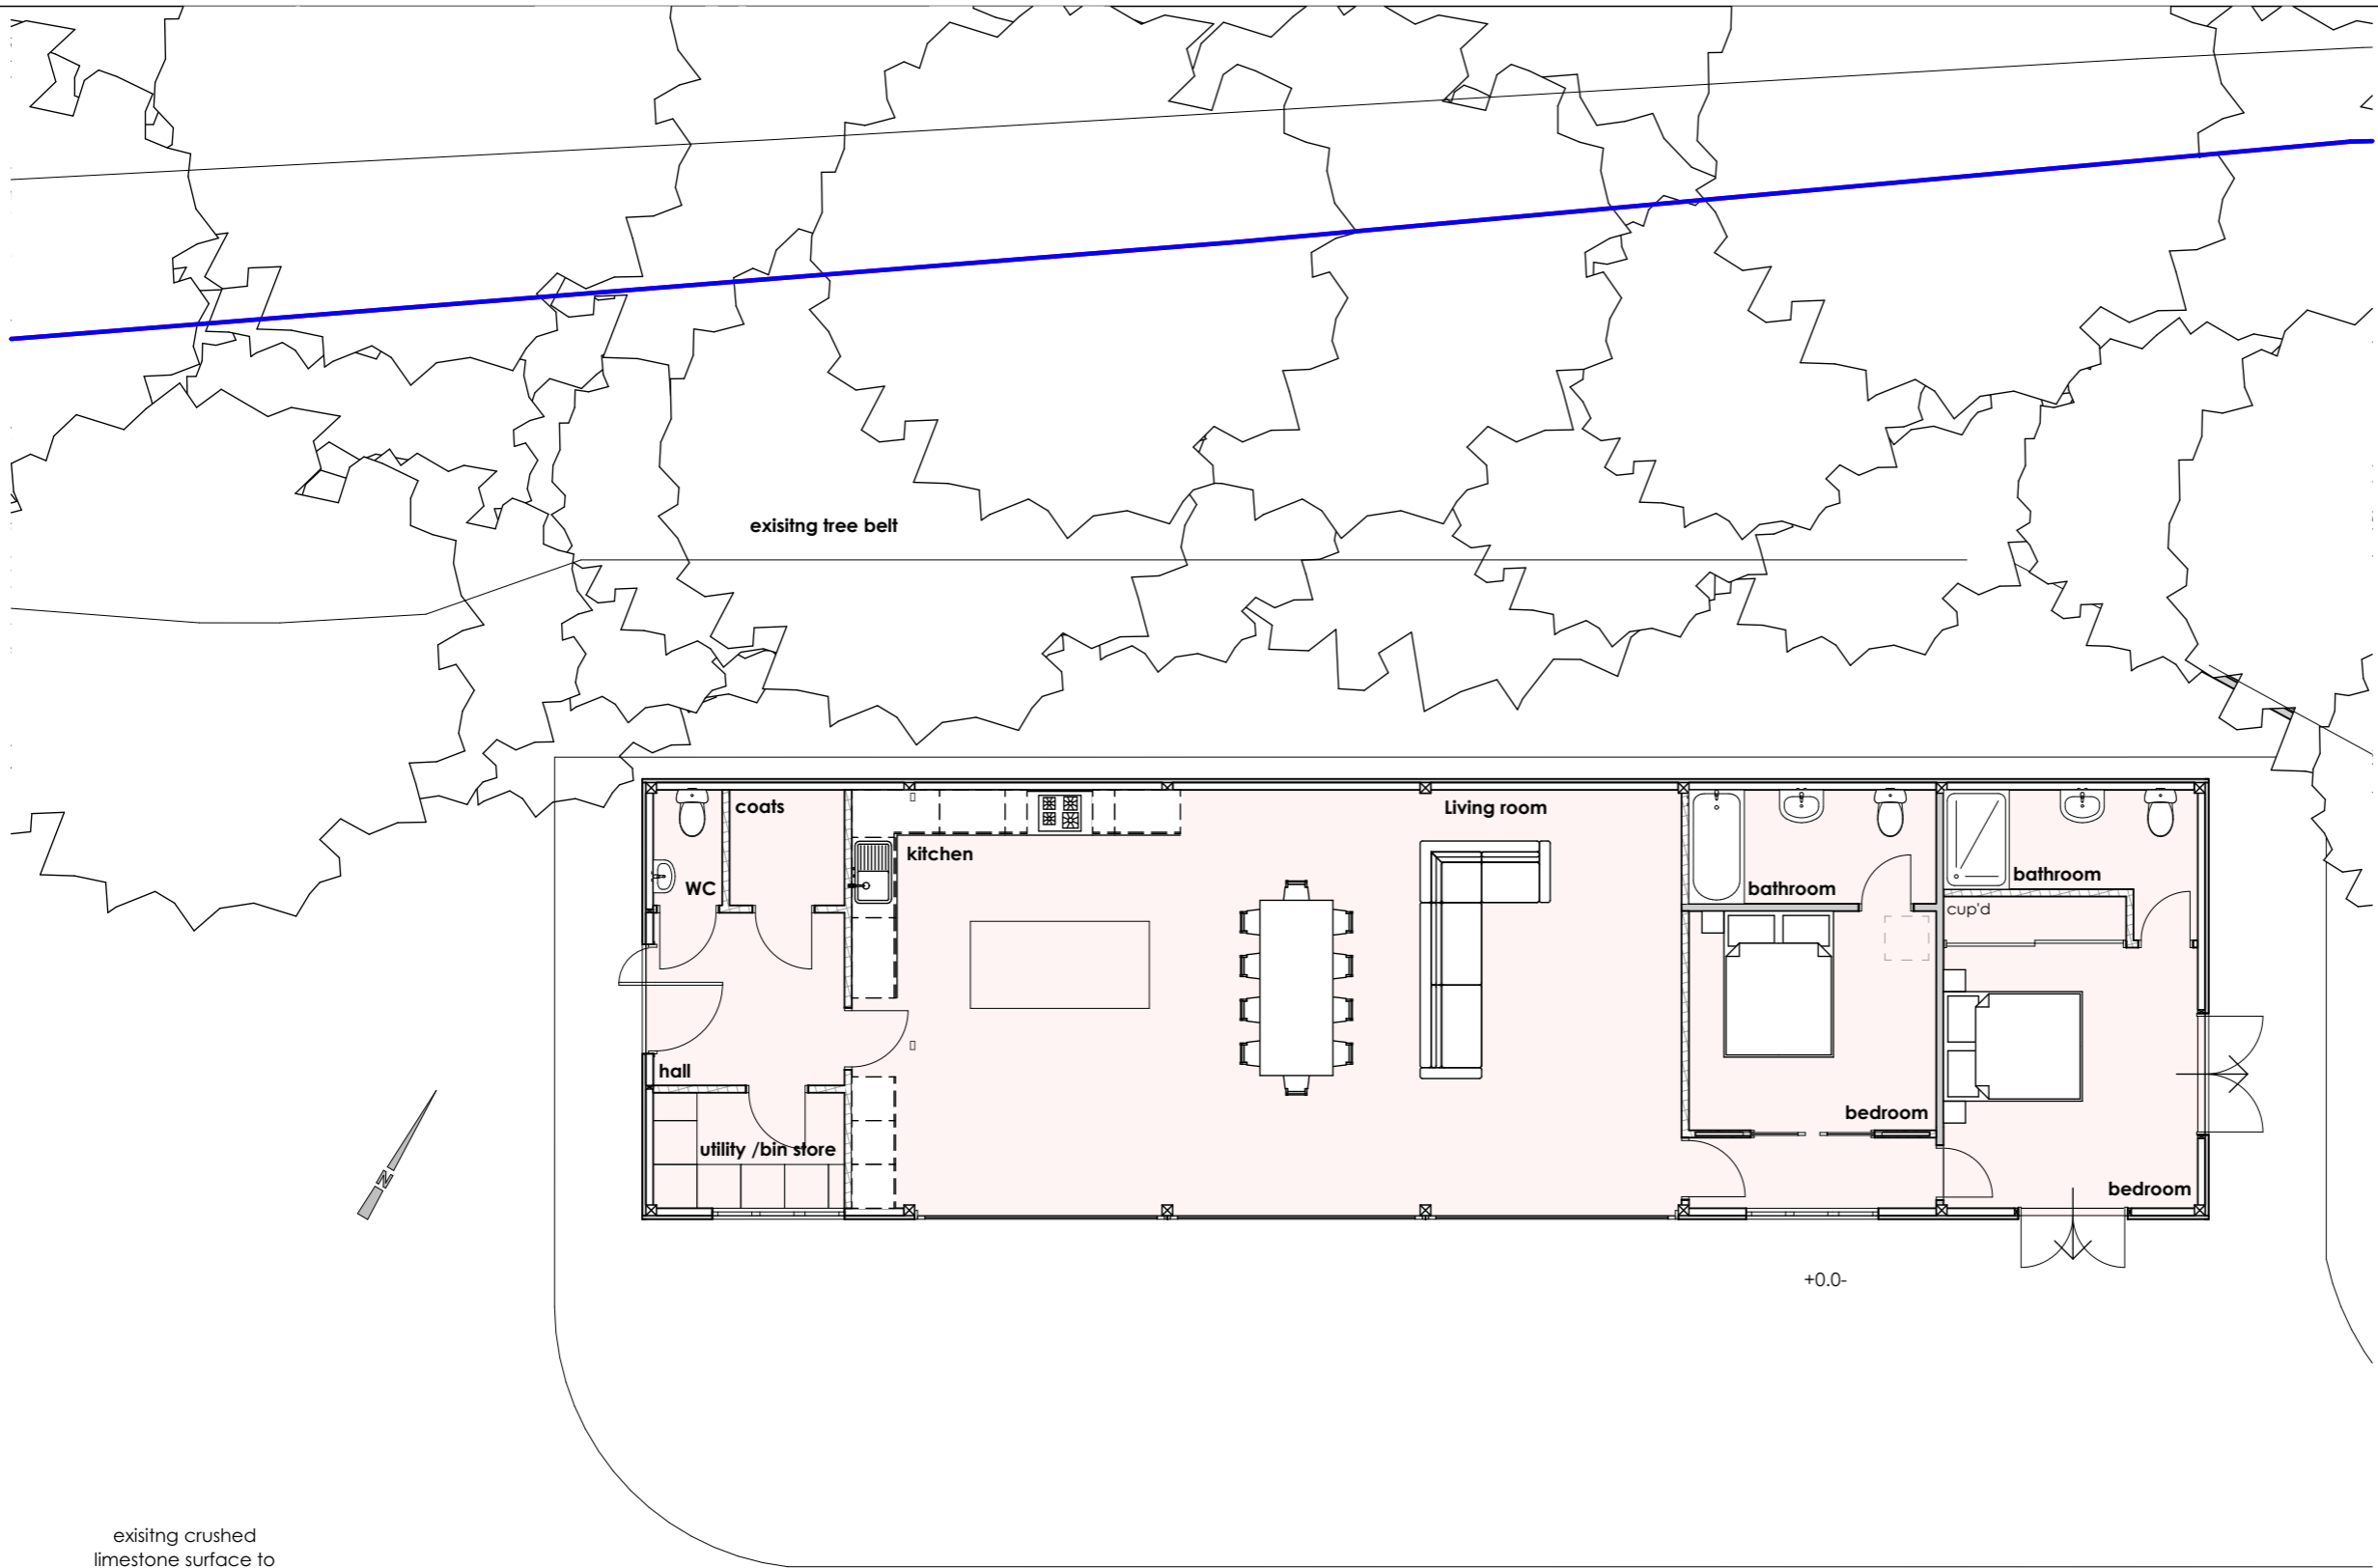 exisitng tree belt
coats
Living room
kitchen
WC
bathroom
bathroom
cup'd
hall
bedroom
utility /bin store
N
bedroom
+0.0-
exisitng crushed
limestone surface to